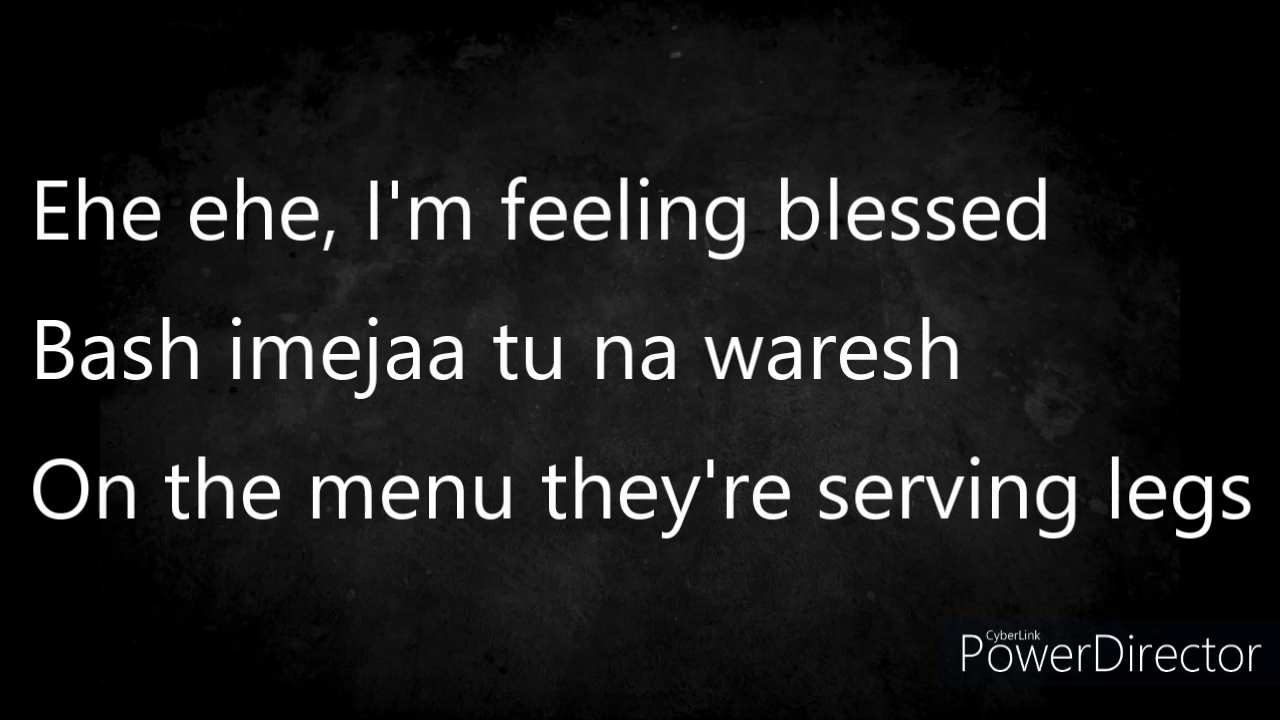 Ehe ehe, I'm feeling blessed
Bash imejaa tu na waresh
On the menu they're serving legs
CyberLink
PowerDirector